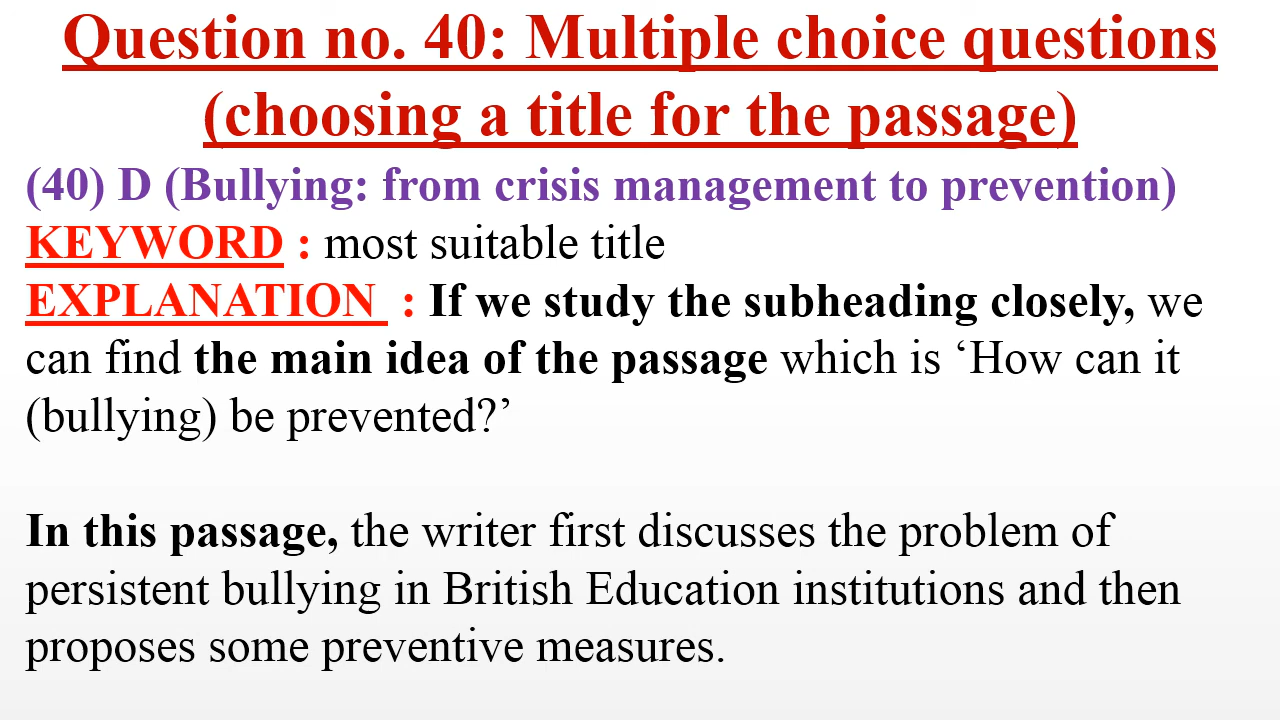 Question no. 40: Multiple choice questions
(choosing a title for the passage)
(40) D (Bullying: from crisis management to prevention)
KEYWORD : most suitable title
EXPLANATION : If we study the subheading closely, we
can find the main idea of the passage which is ‘How can it
(bullying) be prevented?’
In this passage, the writer first discusses the problem of
persistent bullying in British Education institutions and then
proposes some preventive measures.